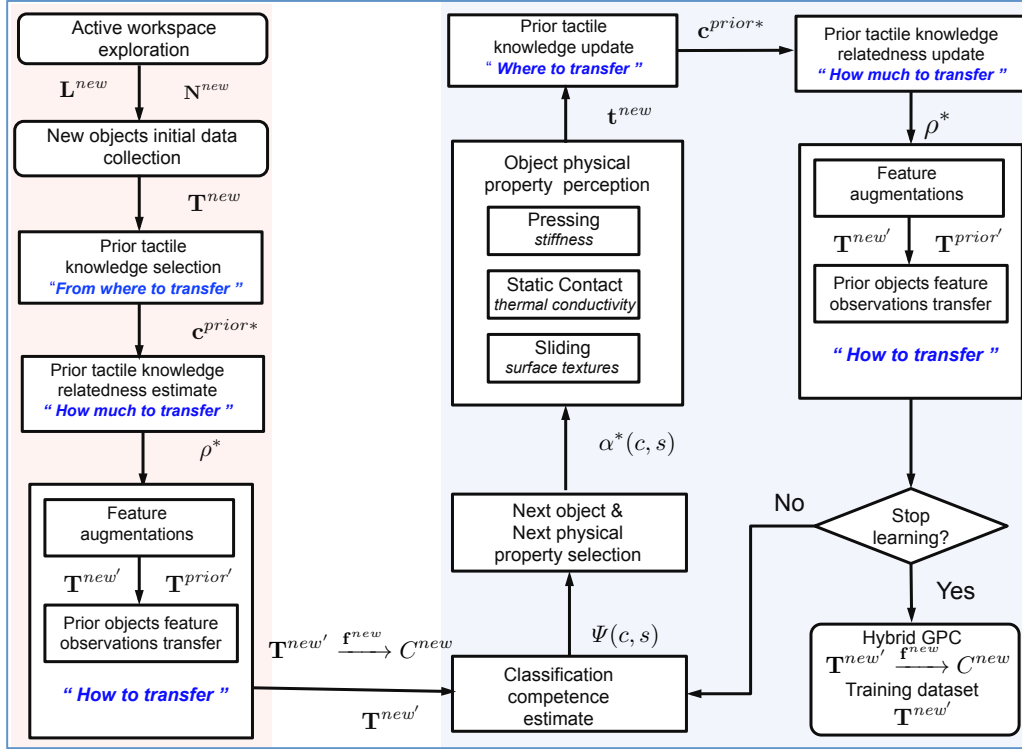 Active workspace
exploration
L^{new} N^{new}
New objects initial data
collection
T^{new}
Prior tactile
knowledge selection
“From where to transfer ”
c^{prior∗}
Prior tactile knowledge
relatedness estimate
“ How much to transfer ”
ρ^*
Feature
augmentations
T^{new'} T^{prior'}
Prior objects feature
observations transfer
“ How to transfer ”
T^{new'} \xrightarrow{f^{new}} C^{new}
T^{new'}
Classification
competence
estimate
Ψ(c, s)
Next object &
Next physical
property selection
α^*(c, s)
Object physical
property perception
Pressing
stiffness
Static Contact
thermal conductivity
Sliding
surface textures
t^{new}
Prior tactile
knowledge update
“ Where to transfer ”
c^{prior∗}
Prior tactile knowledge
relatedness update
“ How much to transfer ”
ρ^*
Feature
augmentations
T^{new'} T^{prior'}
Prior objects feature
observations transfer
“ How to transfer ”
Stop
learning?
No
Yes
Hybrid GPC
T^{new'} \xrightarrow{f^{new}} C^{new}
Training dataset
T^{new'}